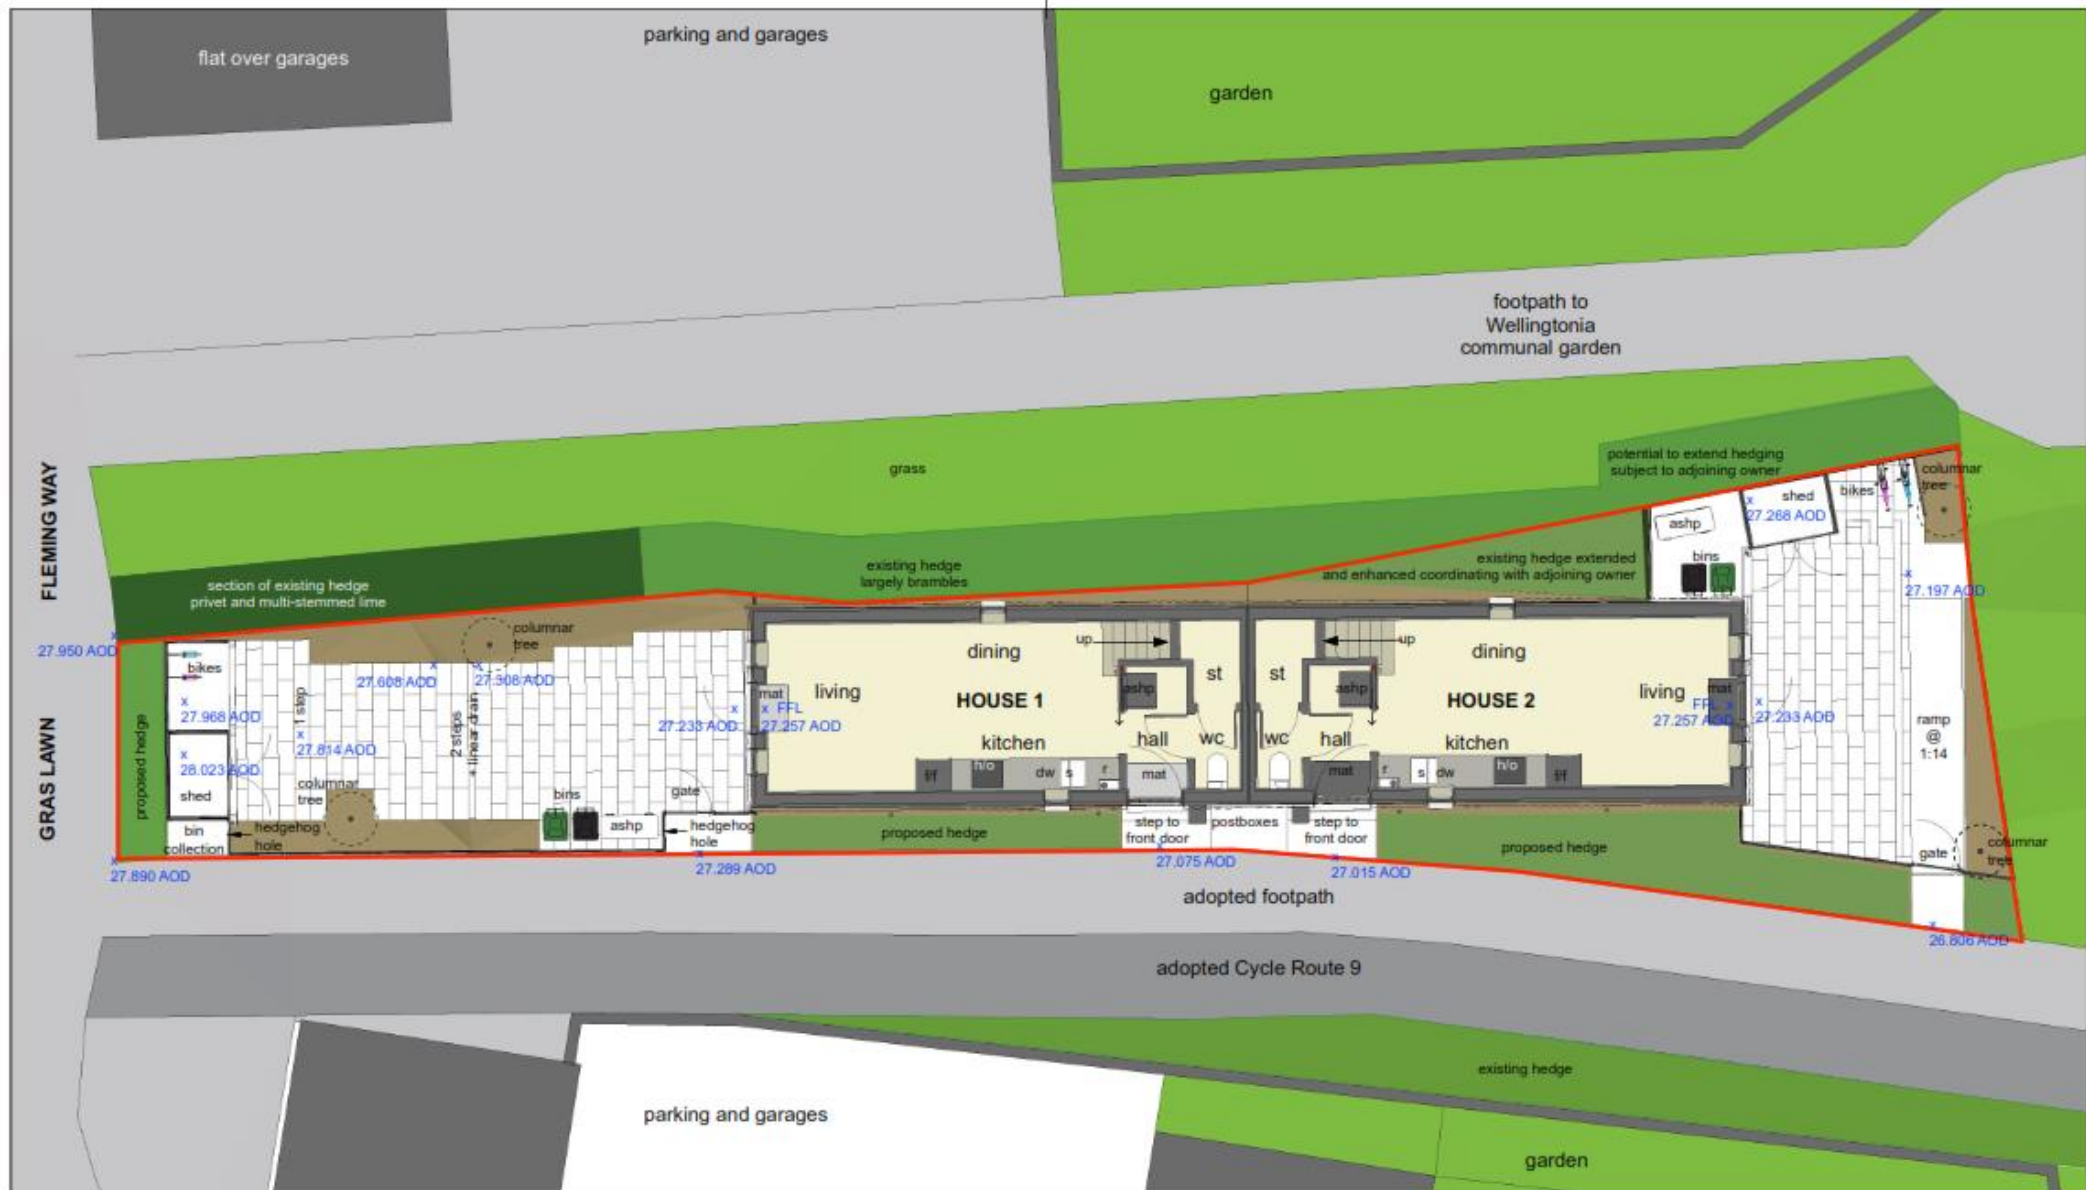 parking and garages
flat over garages
garden
footpath to
Wellingtonia
communal garden
FLEMING WAY
grass
potential to extend hedging
subject to adjoining owner
columnar
tree
shed
bikes
27.268 AOD
ashp
bins
existing hedge
largely brambles
existing hedge extended
and enhanced coordinating with adjoining owner
section of existing hedge
privet and multi-stemmed lime
27.197 AOD
columnar
tree
27.950 AOD
bikes
27.608 AOD
27.308 AOD
up
dining
st
st
up
dining
mat
living
ashp
ashp
living
mat
HOUSE 1
HOUSE 2
27.968 AOD
1 step
27.233 AOD
FFL
27.257 AOD
FFL
27.257 AOD
27.233 AOD
GRAS LAWN
proposed hedge
27.814 AOD
2 steps
+ linear drain
kitchen
hall
wc
wc
hall
kitchen
ramp
@
1:14
28.023 AOD
shed
columnar
tree
bins
gate
f/f
h/o
dw
s
r
mat
mat
r
s
dw
h/o
f/f
bin
collection
hedgehog
hole
ashp
hedgehog
hole
proposed hedge
step to
front door
postboxes
step to
front door
proposed hedge
gate
columnar
tree
27.890 AOD
27.289 AOD
27.075 AOD
27.015 AOD
adopted footpath
26.806 AOD
adopted Cycle Route 9
existing hedge
parking and garages
garden